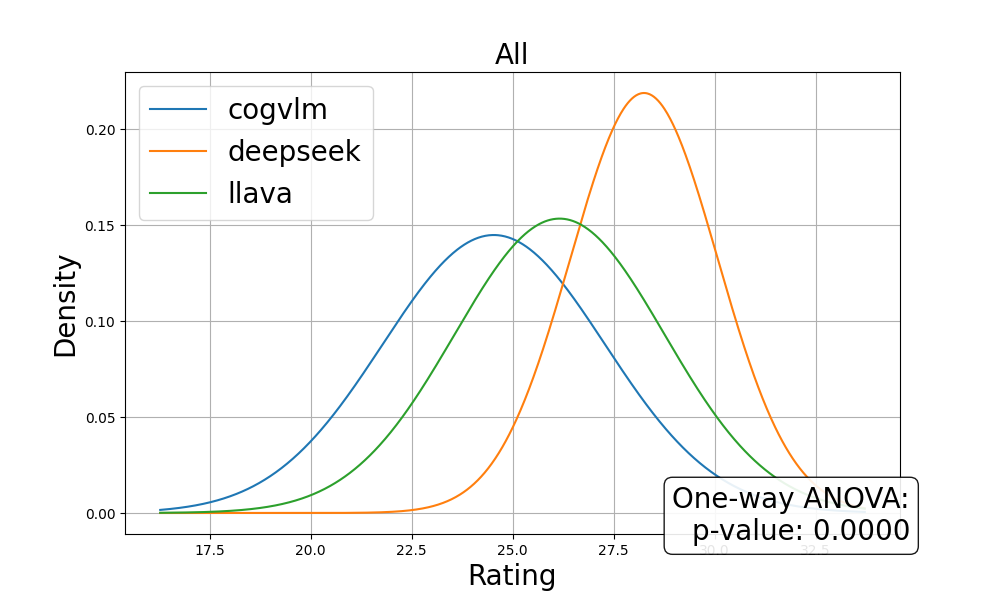 All
cogvlm
deepseek
llava
0.20
0.15
0.10
0.05
0.00
Density
One-way ANOVA:
p-value: 0.0000
17.5 20.0 22.5 25.0 27.5 30.0 32.5
Rating